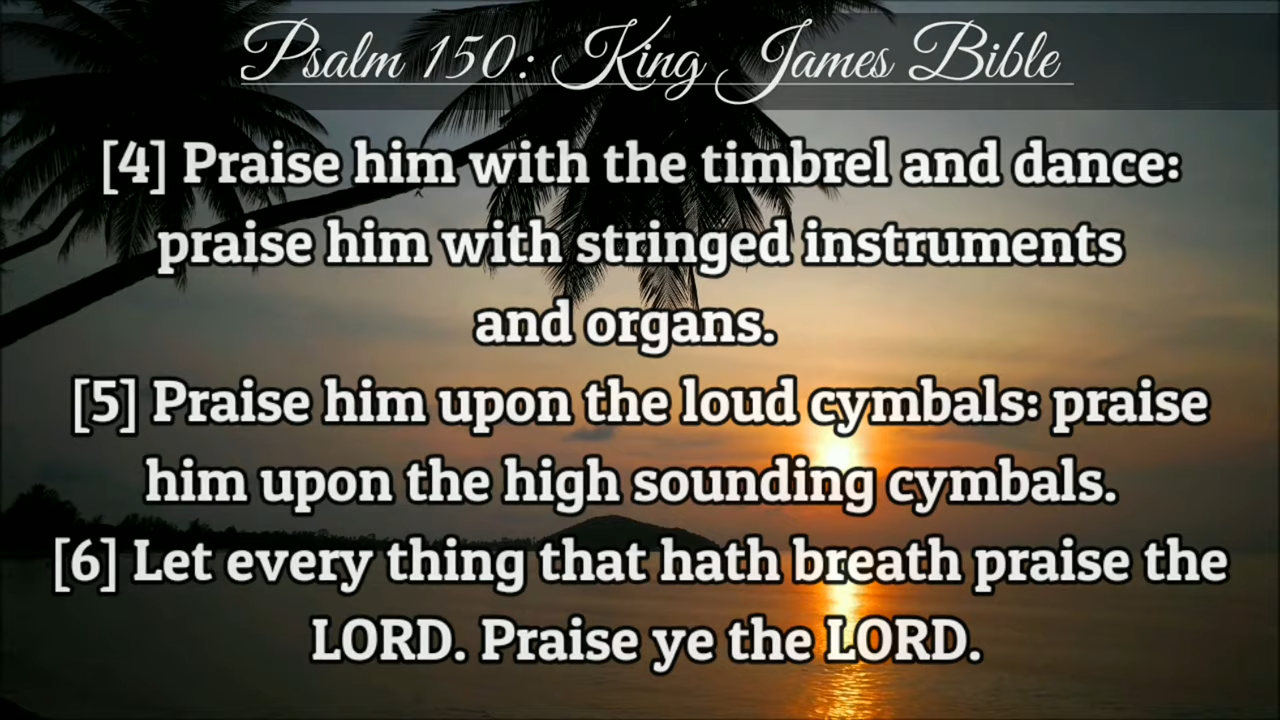 Psalm 150: King James Bible
[4] Praise him with the timbrel and dance:
praise him with stringed instruments
and organs.
[5] Praise him upon the loud cymbals: praise
him upon the high sounding cymbals.
[6] Let every thing that hath breath praise the
LORD. Praise ye the LORD.